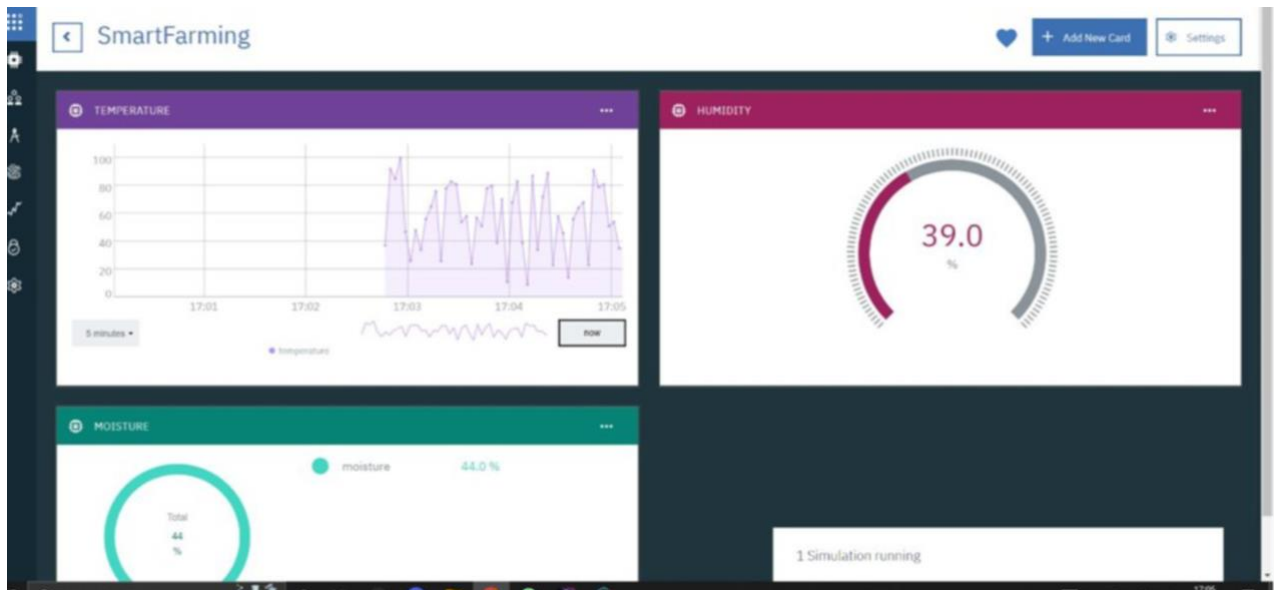 SmartFarming
+ Add New Card
Settings
TEMPERATURE
100
80
60
40
20
0
17:01 17:02 17:03 17:04 17:05
5 minutes
now
temperature
HUMIDITY
39.0
%
MOISTURE
Total
44
%
moisture 44.0 %
1 Simulation running
17:05